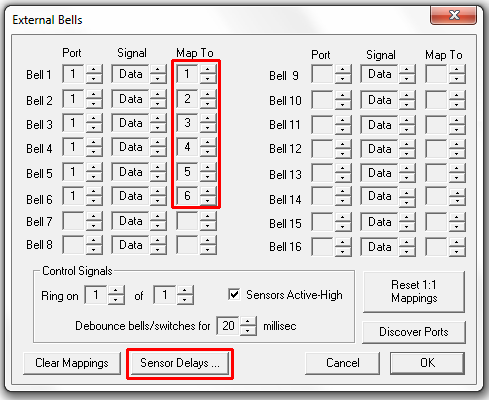 External Bells
Port Signal Map To
Bell 1 1 Data 1
Bell 2 1 Data 2
Bell 3 1 Data 3
Bell 4 1 Data 4
Bell 5 1 Data 5
Bell 6 1 Data 6
Bell 7 Data
Bell 8 Data
Port Signal Map To
Bell 9 Data
Bell 10 Data
Bell 11 Data
Bell 12 Data
Bell 13 Data
Bell 14 Data
Bell 15 Data
Bell 16 Data
Control Signals
Ring on 1 of 1 Sensors Active-High
Debounce bells/switches for 20 millisec
Reset 1:1
Mappings
Discover Ports
Clear Mappings Sensor Delays ... Cancel OK